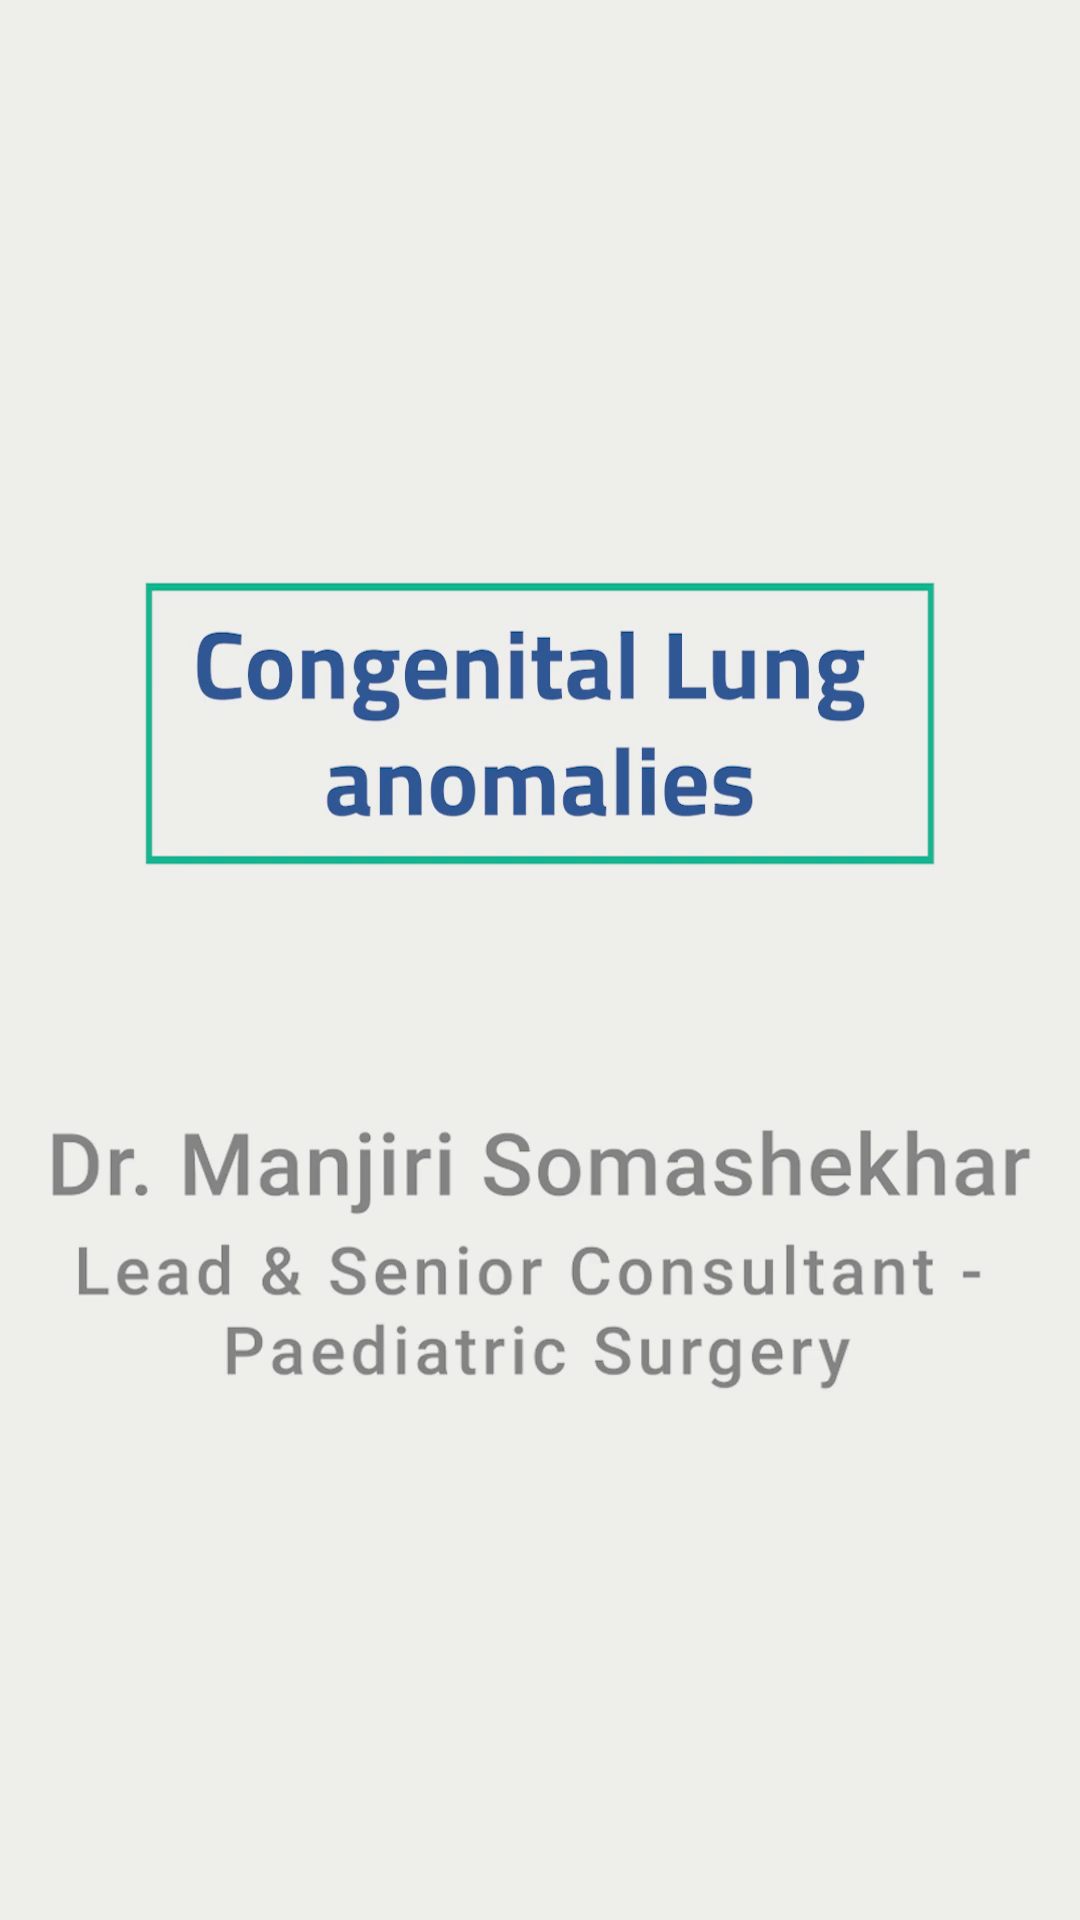 Congenital Lung
anomalies
Dr. Manjiri Somashekhar
Lead & Senior Consultant -
Paediatric Surgery